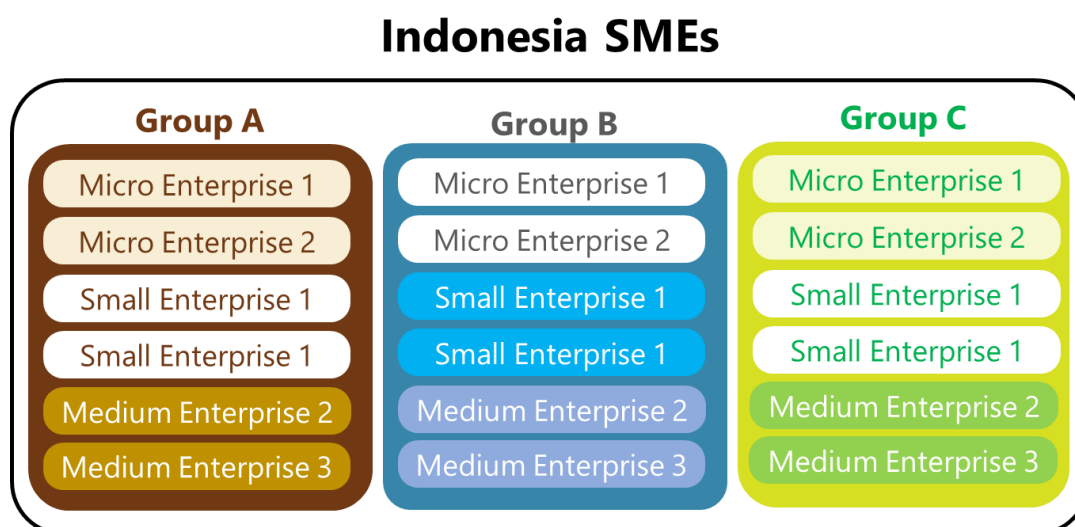 Indonesia SMEs
Group A
Micro Enterprise 1
Micro Enterprise 2
Small Enterprise 1
Small Enterprise 1
Medium Enterprise 2
Medium Enterprise 3
Group B
Micro Enterprise 1
Micro Enterprise 2
Small Enterprise 1
Small Enterprise 1
Medium Enterprise 2
Medium Enterprise 3
Group C
Micro Enterprise 1
Micro Enterprise 2
Small Enterprise 1
Small Enterprise 1
Medium Enterprise 2
Medium Enterprise 3